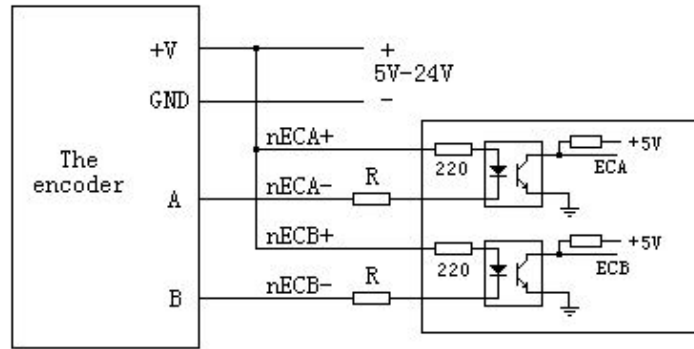 +V
+
5V-24V
GND
-
The
encoder
nECA+
220
+5V
ECA
A
nECA-
R
nECB+
220
+5V
ECB
B
nECB-
R